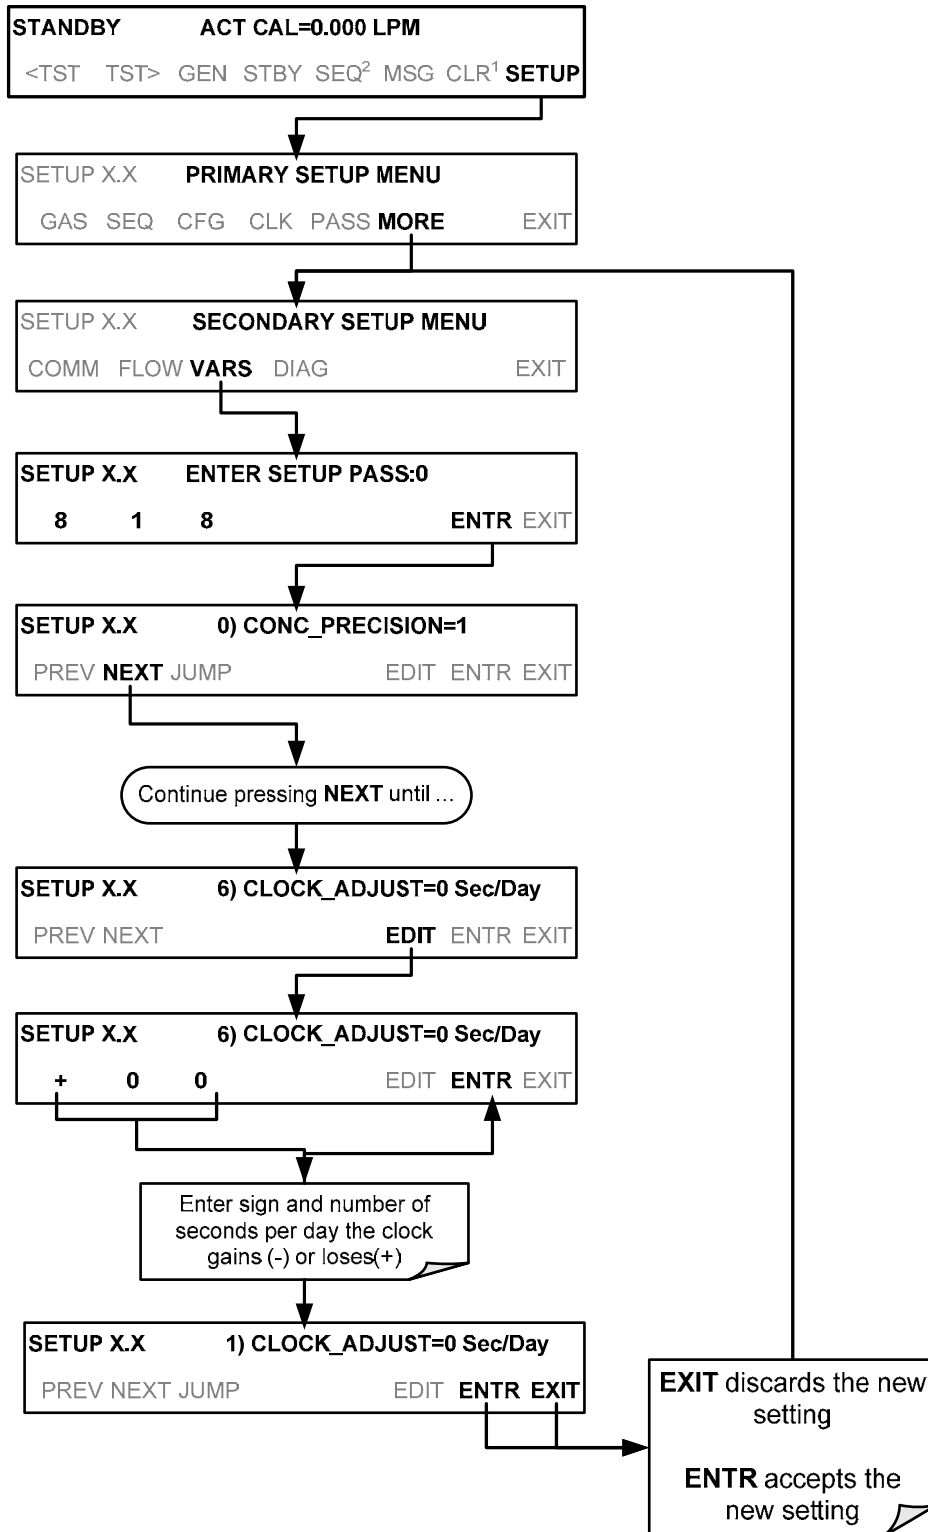 STANDBY ACT CAL=0.000 LPM
<TST TST> GEN STBY SEQ² MSG CLR¹ SETUP
SETUP X.X PRIMARY SETUP MENU
GAS SEQ CFG CLK PASS MORE EXIT
SETUP X.X SECONDARY SETUP MENU
COMM FLOW VARS DIAG EXIT
SETUP X.X ENTER SETUP PASS:0
8 1 8 ENTR EXIT
SETUP X.X 0) CONC_PRECISION=1
PREV NEXT JUMP EDIT ENTR EXIT
Continue pressing NEXT until ...
SETUP X.X 6) CLOCK_ADJUST=0 Sec/Day
PREV NEXT EDIT ENTR EXIT
SETUP X.X 6) CLOCK_ADJUST=0 Sec/Day
+ 0 0 EDIT ENTR EXIT
Enter sign and number of
seconds per day the clock
gains (-) or loses(+)
SETUP X.X 1) CLOCK_ADJUST=0 Sec/Day
PREV NEXT JUMP EDIT ENTR EXIT
EXIT discards the new
setting
ENTR accepts the
new setting